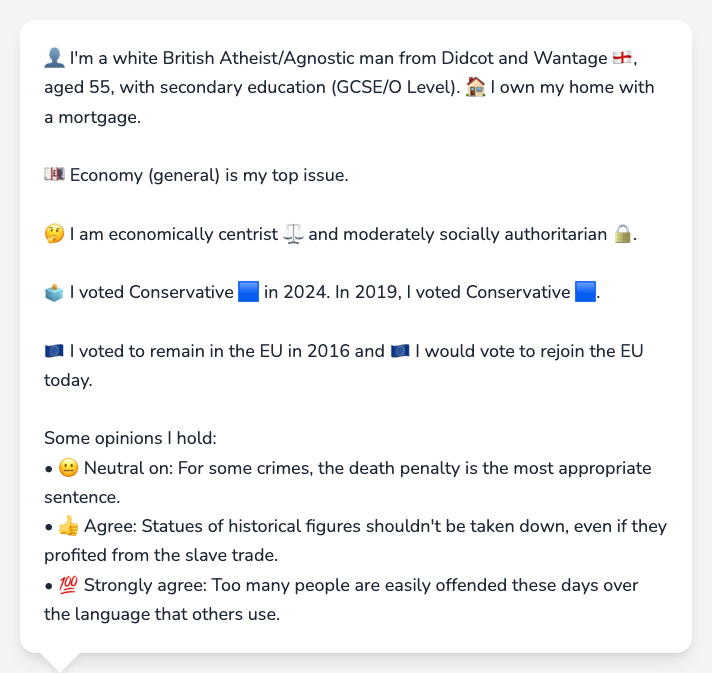 👤 I'm a white British Atheist/Agnostic man from Didcot and Wantage 🏴󠁧󠁢󠁥󠁮󠁧󠁿,
aged 55, with secondary education (GCSE/O Level). 🏠 I own my home with
a mortgage.
💷 Economy (general) is my top issue.
🤔 I am economically centrist ⚖️ and moderately socially authoritarian 🔒.
🗳️ I voted Conservative 🟦 in 2024. In 2019, I voted Conservative 🟦.
🇪🇺 I voted to remain in the EU in 2016 and 🇪🇺 I would vote to rejoin the EU
today.
Some opinions I hold:
• 😐 Neutral on: For some crimes, the death penalty is the most appropriate
sentence.
• 👍 Agree: Statues of historical figures shouldn't be taken down, even if they
profited from the slave trade.
• 💯 Strongly agree: Too many people are easily offended these days over
the language that others use.